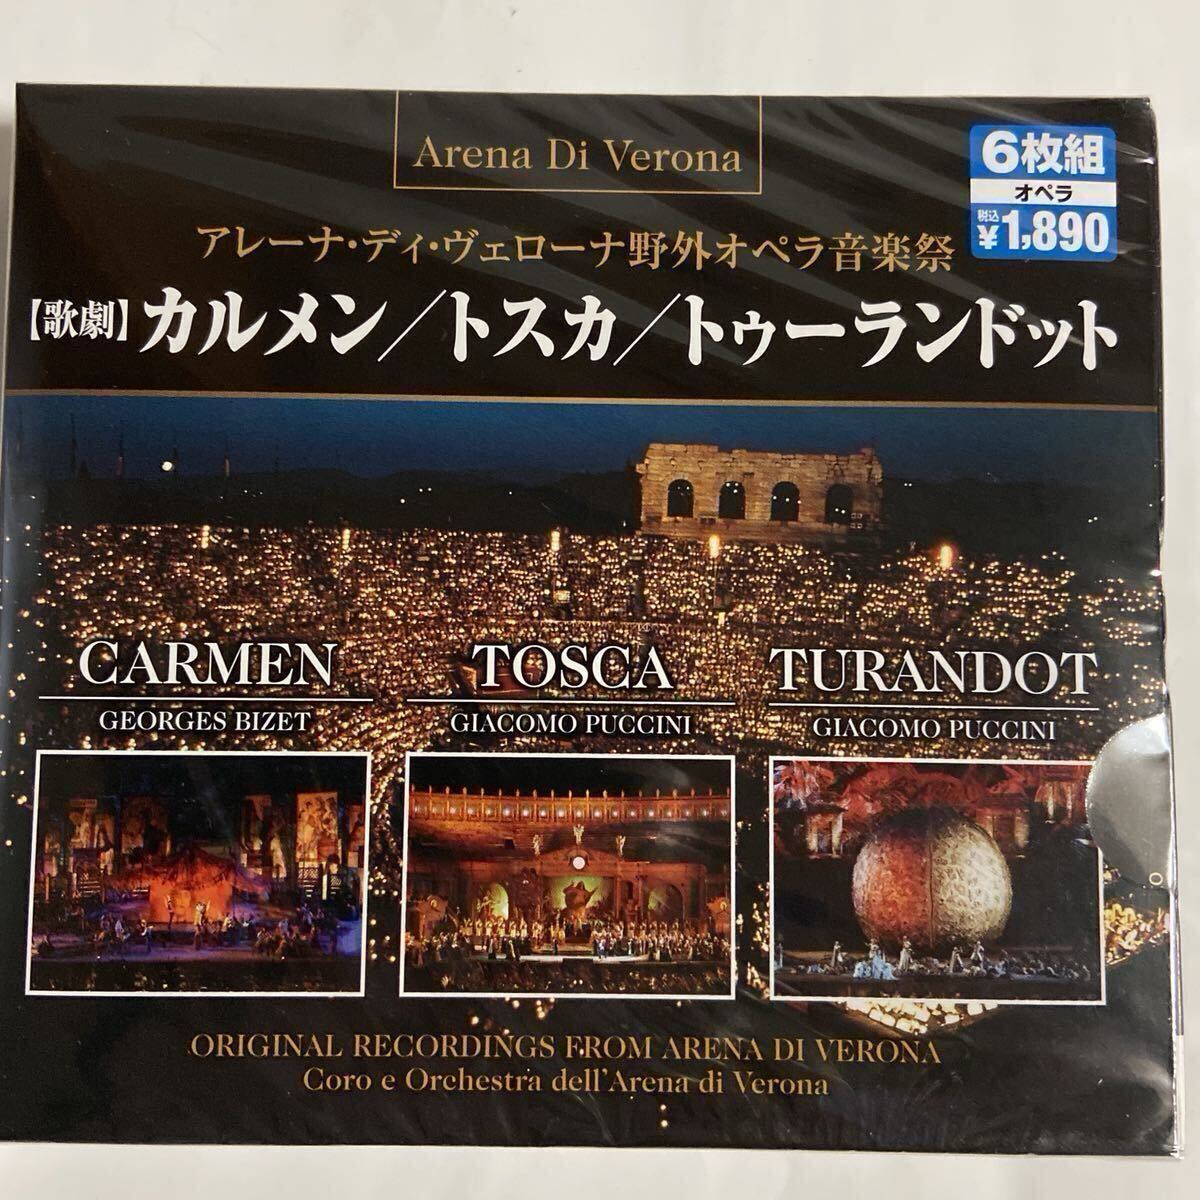 Arena Di Verona
6枚組
オペラ
税込
¥1,890
アレーナ・ディ・ヴェローナ野外オペラ音楽祭
【歌劇】カルメン／トスカ／トゥーランドット
CARMEN
GEORGES BIZET
TOSCA
GIACOMO PUCCINI
TURANDOT
GIACOMO PUCCINI
ORIGINAL RECORDINGS FROM ARENA DI VERONA
Coro e Orchestra dell'Arena di Verona